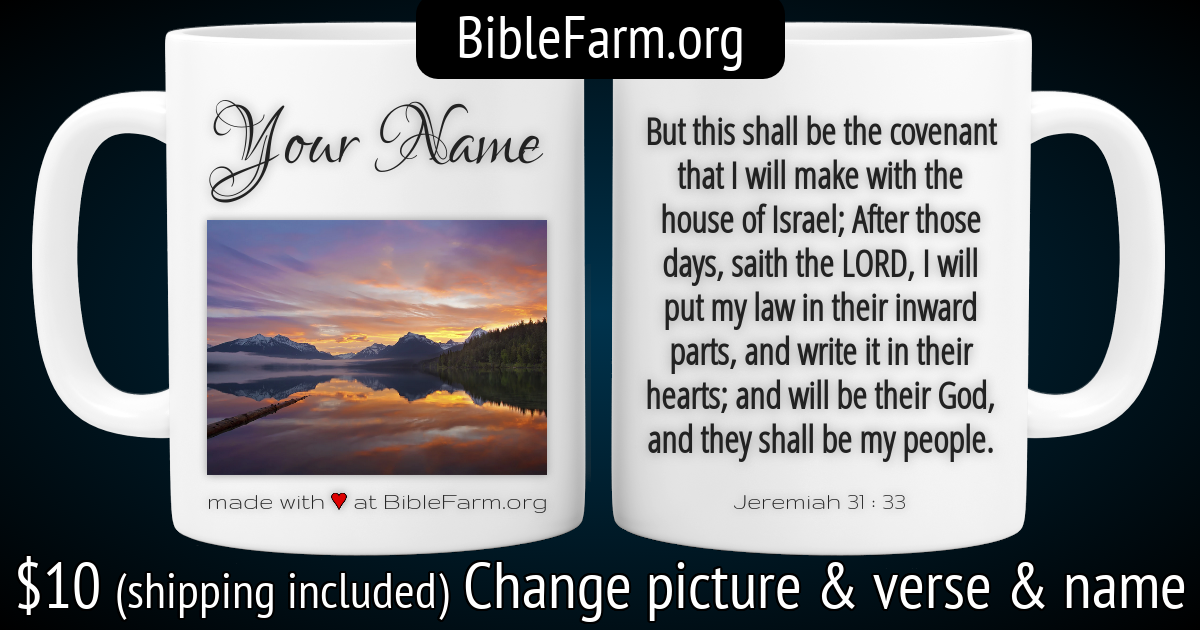 BibleFarm.org
Your Name
made with ♥ at BibleFarm.org
But this shall be the covenant
that I will make with the
house of Israel; After those
days, saith the LORD, I will
put my law in their inward
parts, and write it in their
hearts; and will be their God,
and they shall be my people.
Jeremiah 31 : 33
$10 (shipping included) Change picture & verse & name